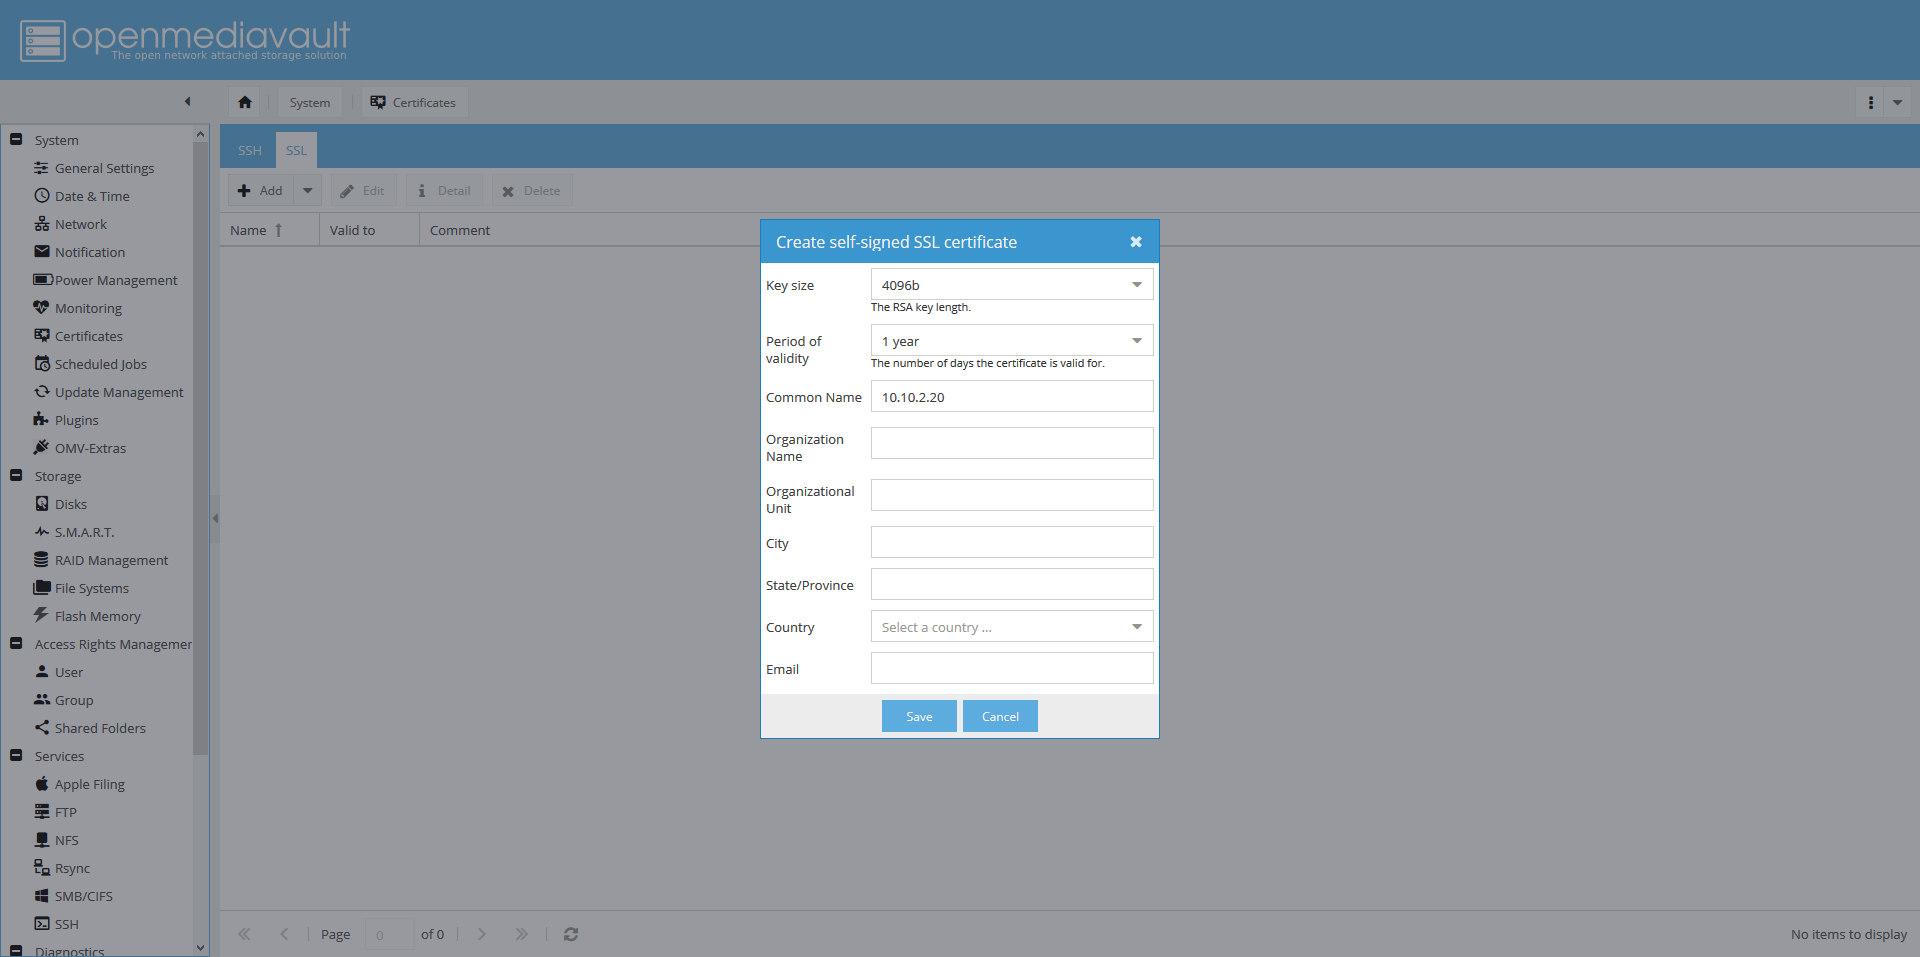 openmediavault
The open network attached storage solution
System
Certificates
System
General Settings
Date & Time
Network
Notification
Power Management
Monitoring
Certificates
Scheduled Jobs
Update Management
Plugins
OMV-Extras
Storage
Disks
S.M.A.R.T.
RAID Management
File Systems
Flash Memory
Access Rights Managemen
User
Group
Shared Folders
Services
Apple Filing
FTP
NFS
Rsync
SMB/CIFS
SSH
Diagnostics
SSH SSL
Add Edit Detail Delete
Name Valid to Comment
Create self-signed SSL certificate
Key size 4096b
The RSA key length.
Period of validity 1 year
The number of days the certificate is valid for.
Common Name 10.10.2.20
Organization
Name
Organizational
Unit
City
State/Province
Country Select a country ...
Email
Save Cancel
Page 0 of 0
No items to display